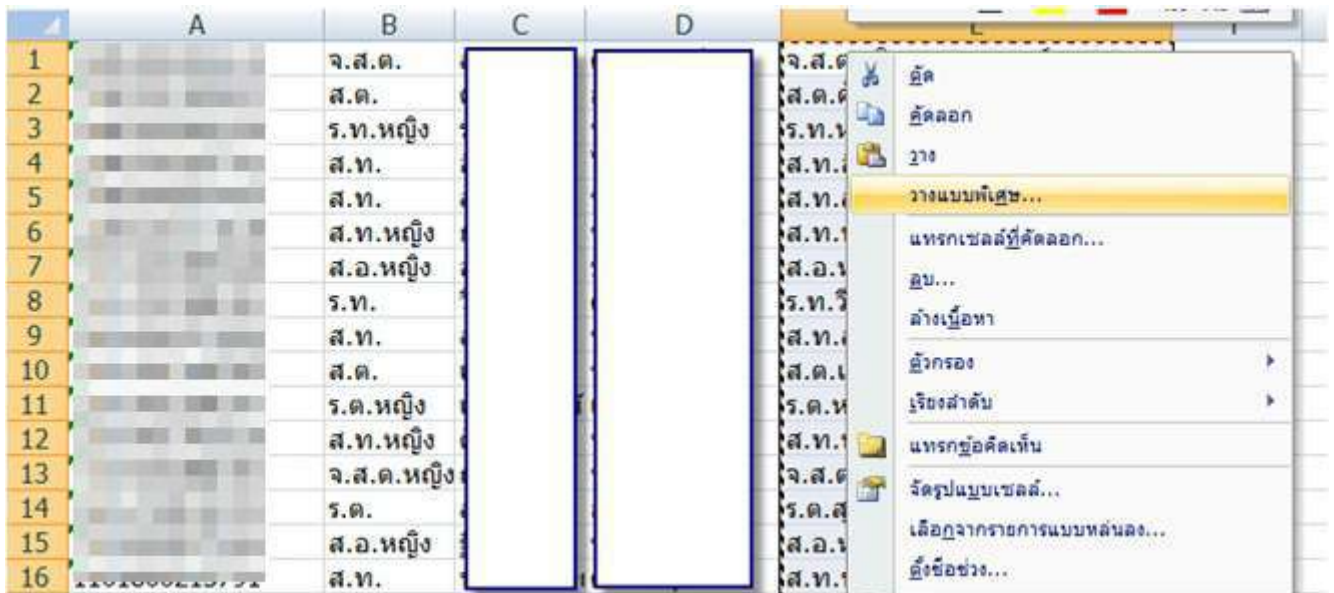 A B C D
1 จ.ส.ต. จ.ส.ต
2 ส.ต. ส.ต.
3 ร.ท.หญิง ร.ท.ห
4 ส.ท. ส.ท.
5 ส.ท. ส.ท.
6 ส.ท.หญิง ส.ท.
7 ส.อ.หญิง ส.อ.
8 ร.ท. ร.ท.วี
9 ส.ท. ส.ท.
10 ส.ต. ส.ต.เ
11 ร.ต.หญิง ร.ต.ห
12 ส.ท.หญิง ส.ท.
13 จ.ส.ต.หญิง จ.ส.ต
14 ร.ต. ร.ต.สุ
15 ส.อ.หญิง ส.อ.
16 ส.ท. ส.ท.
ตัด
คัดลอก
วาง
วางแบบพิเศษ...
แทรกเซลล์ที่คัดลอก...
ลบ...
ล้างเนื้อหา
ตัวกรอง
เรียงลำดับ
แทรกข้อคิดเห็น
จัดรูปแบบเซลล์...
เลือกจากรายการแบบหล่นลง...
ตั้งชื่อช่วง...